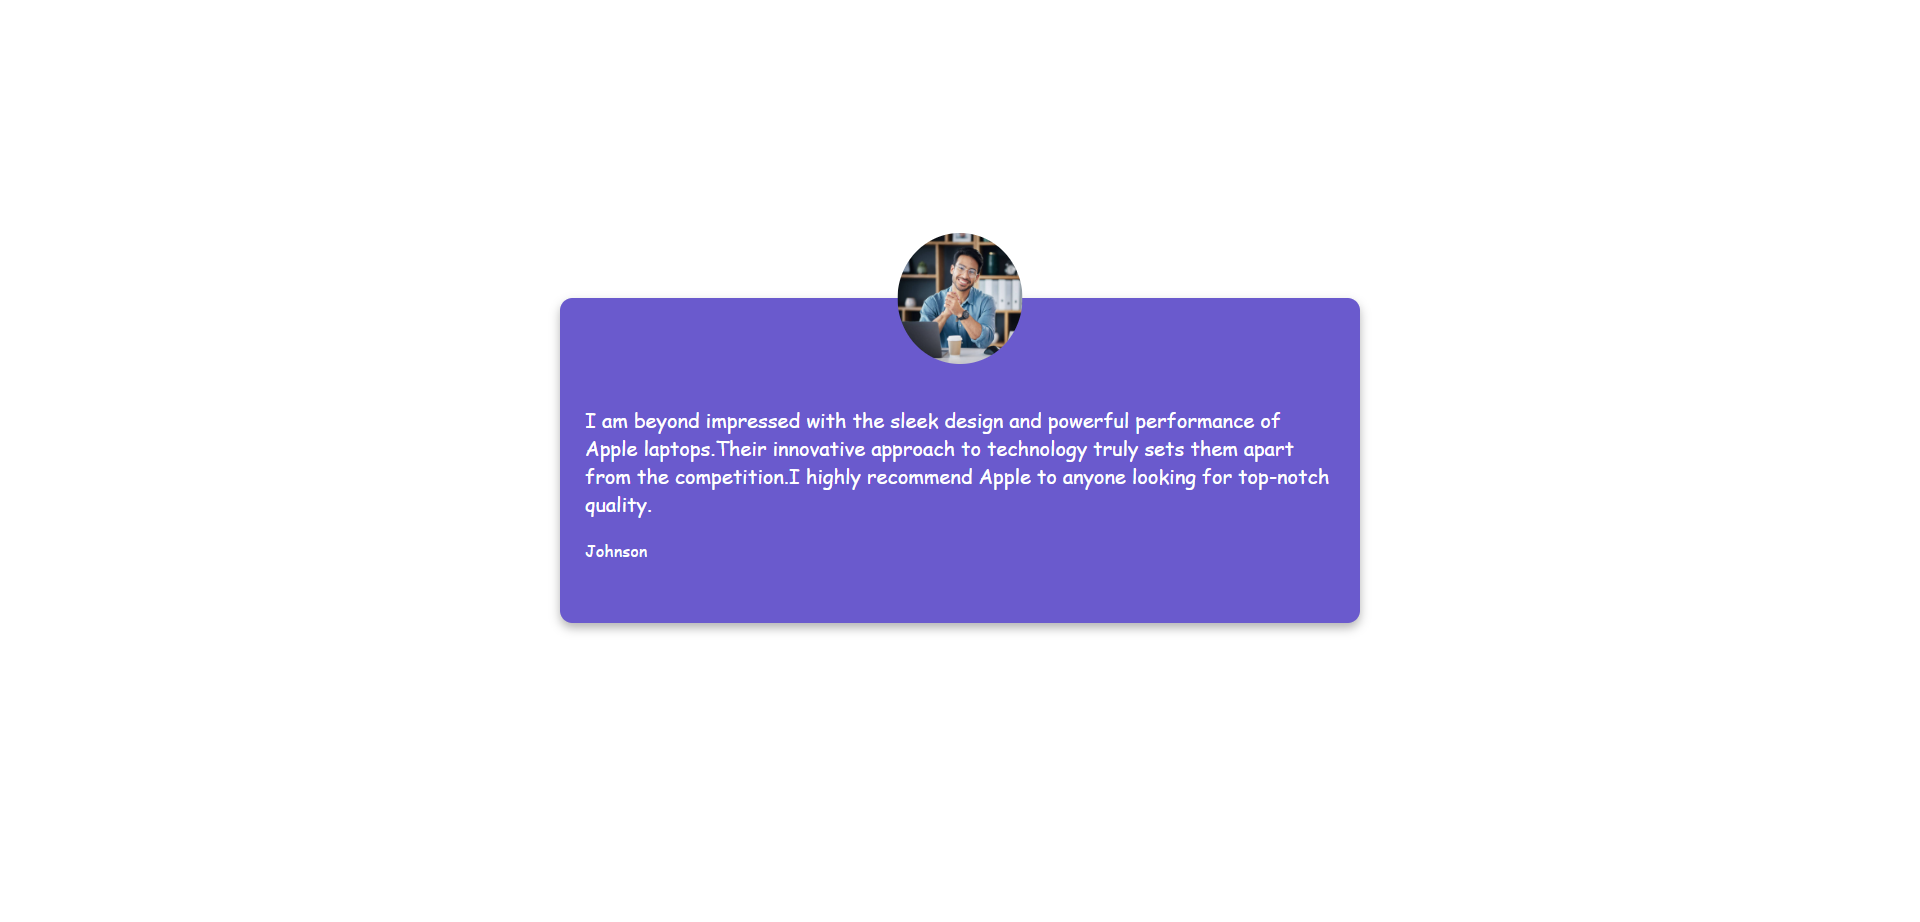 I am beyond impressed with the sleek design and powerful performance of
Apple laptops.Their innovative approach to technology truly sets them apart
from the competition.I highly recommend Apple to anyone looking for top-notch
quality.
Johnson